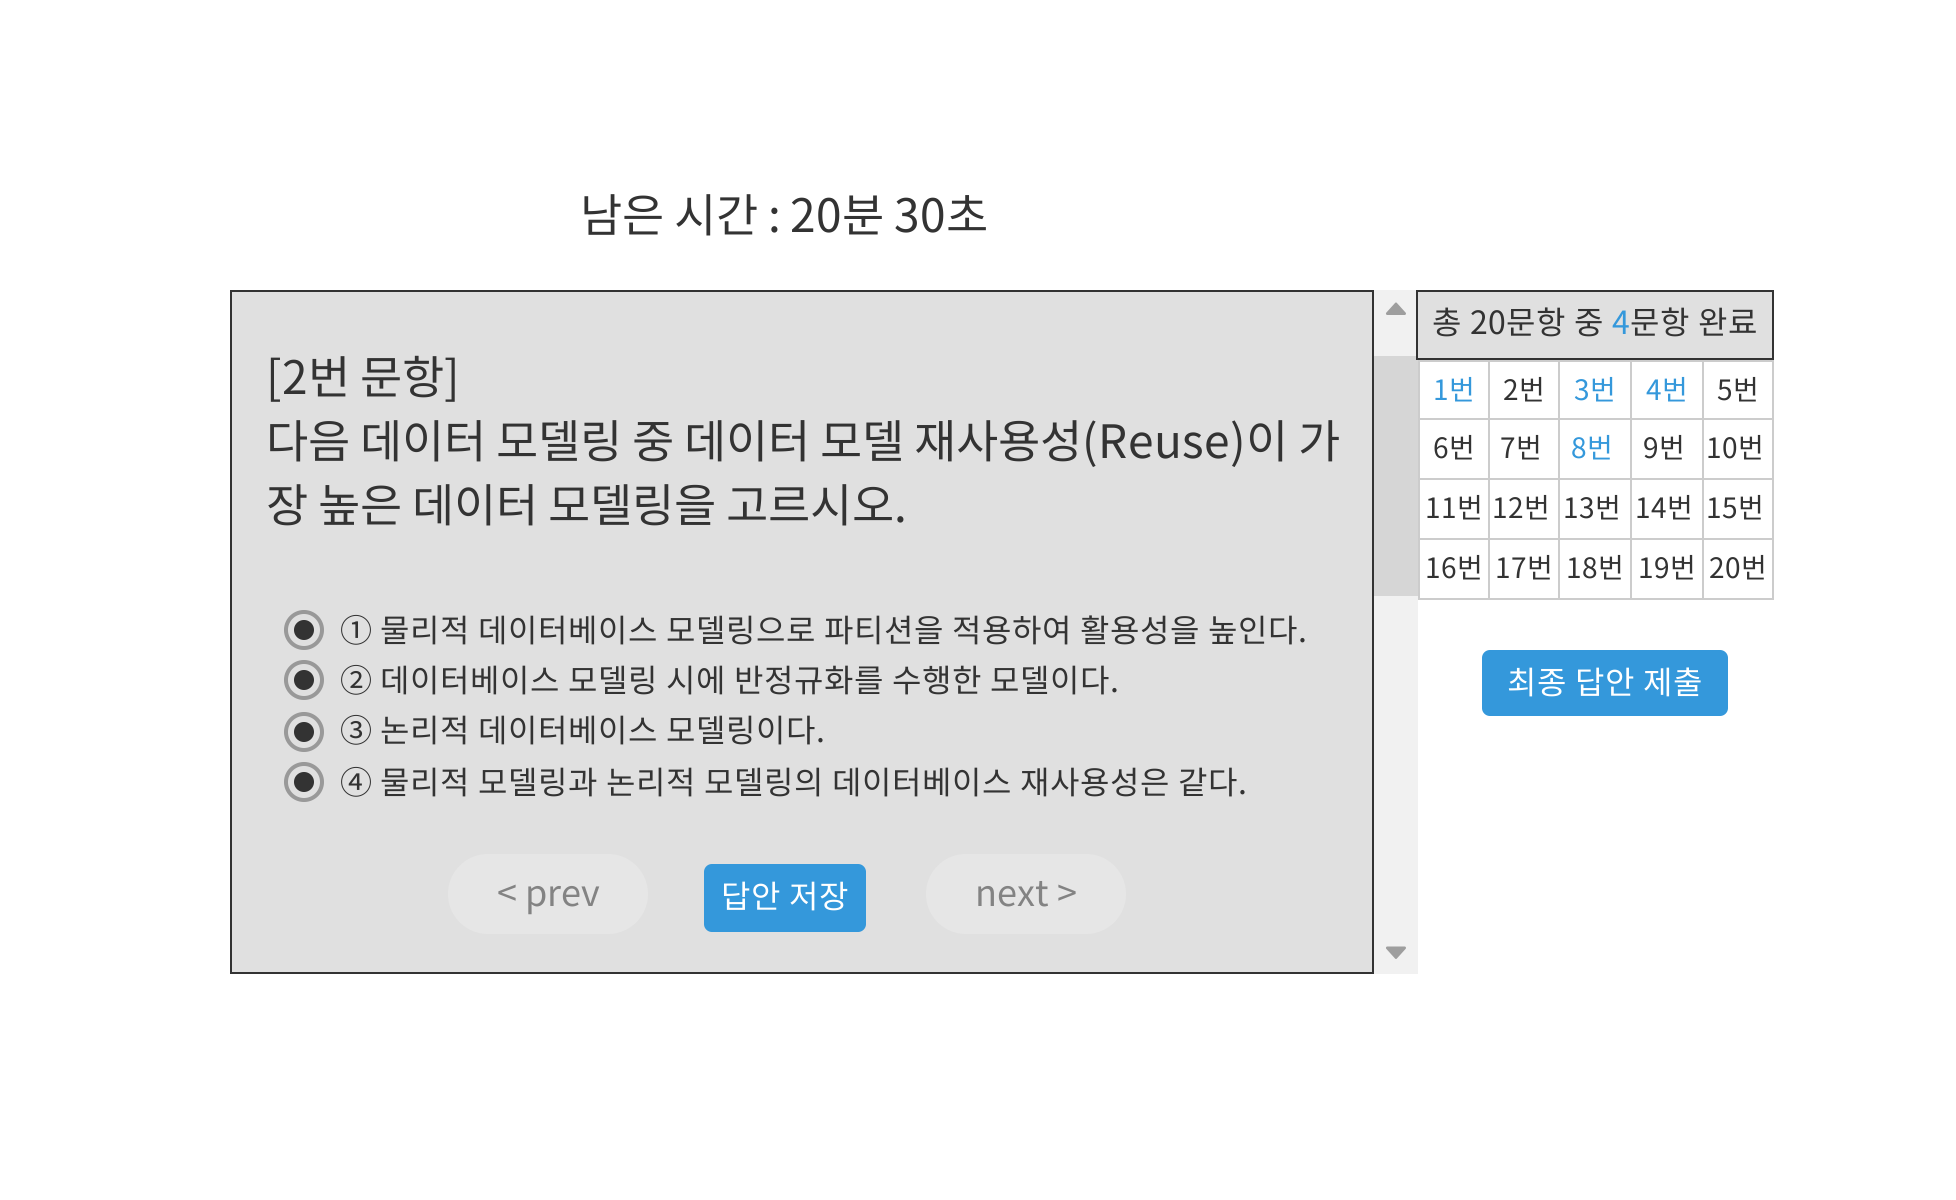 남은 시간 : 20분 30초
[2번 문항]
다음 데이터 모델링 중 데이터 모델 재사용성(Reuse)이 가
장 높은 데이터 모델링을 고르시오.
① 물리적 데이터베이스 모델링으로 파티션을 적용하여 활용성을 높인다.
② 데이터베이스 모델링 시에 반정규화를 수행한 모델이다.
③ 논리적 데이터베이스 모델링이다.
④ 물리적 모델링과 논리적 모델링의 데이터베이스 재사용성은 같다.
< prev 답안 저장 next >
총 20문항 중 4문항 완료
1번 2번 3번 4번 5번
6번 7번 8번 9번 10번
11번 12번 13번 14번 15번
16번 17번 18번 19번 20번
최종 답안 제출